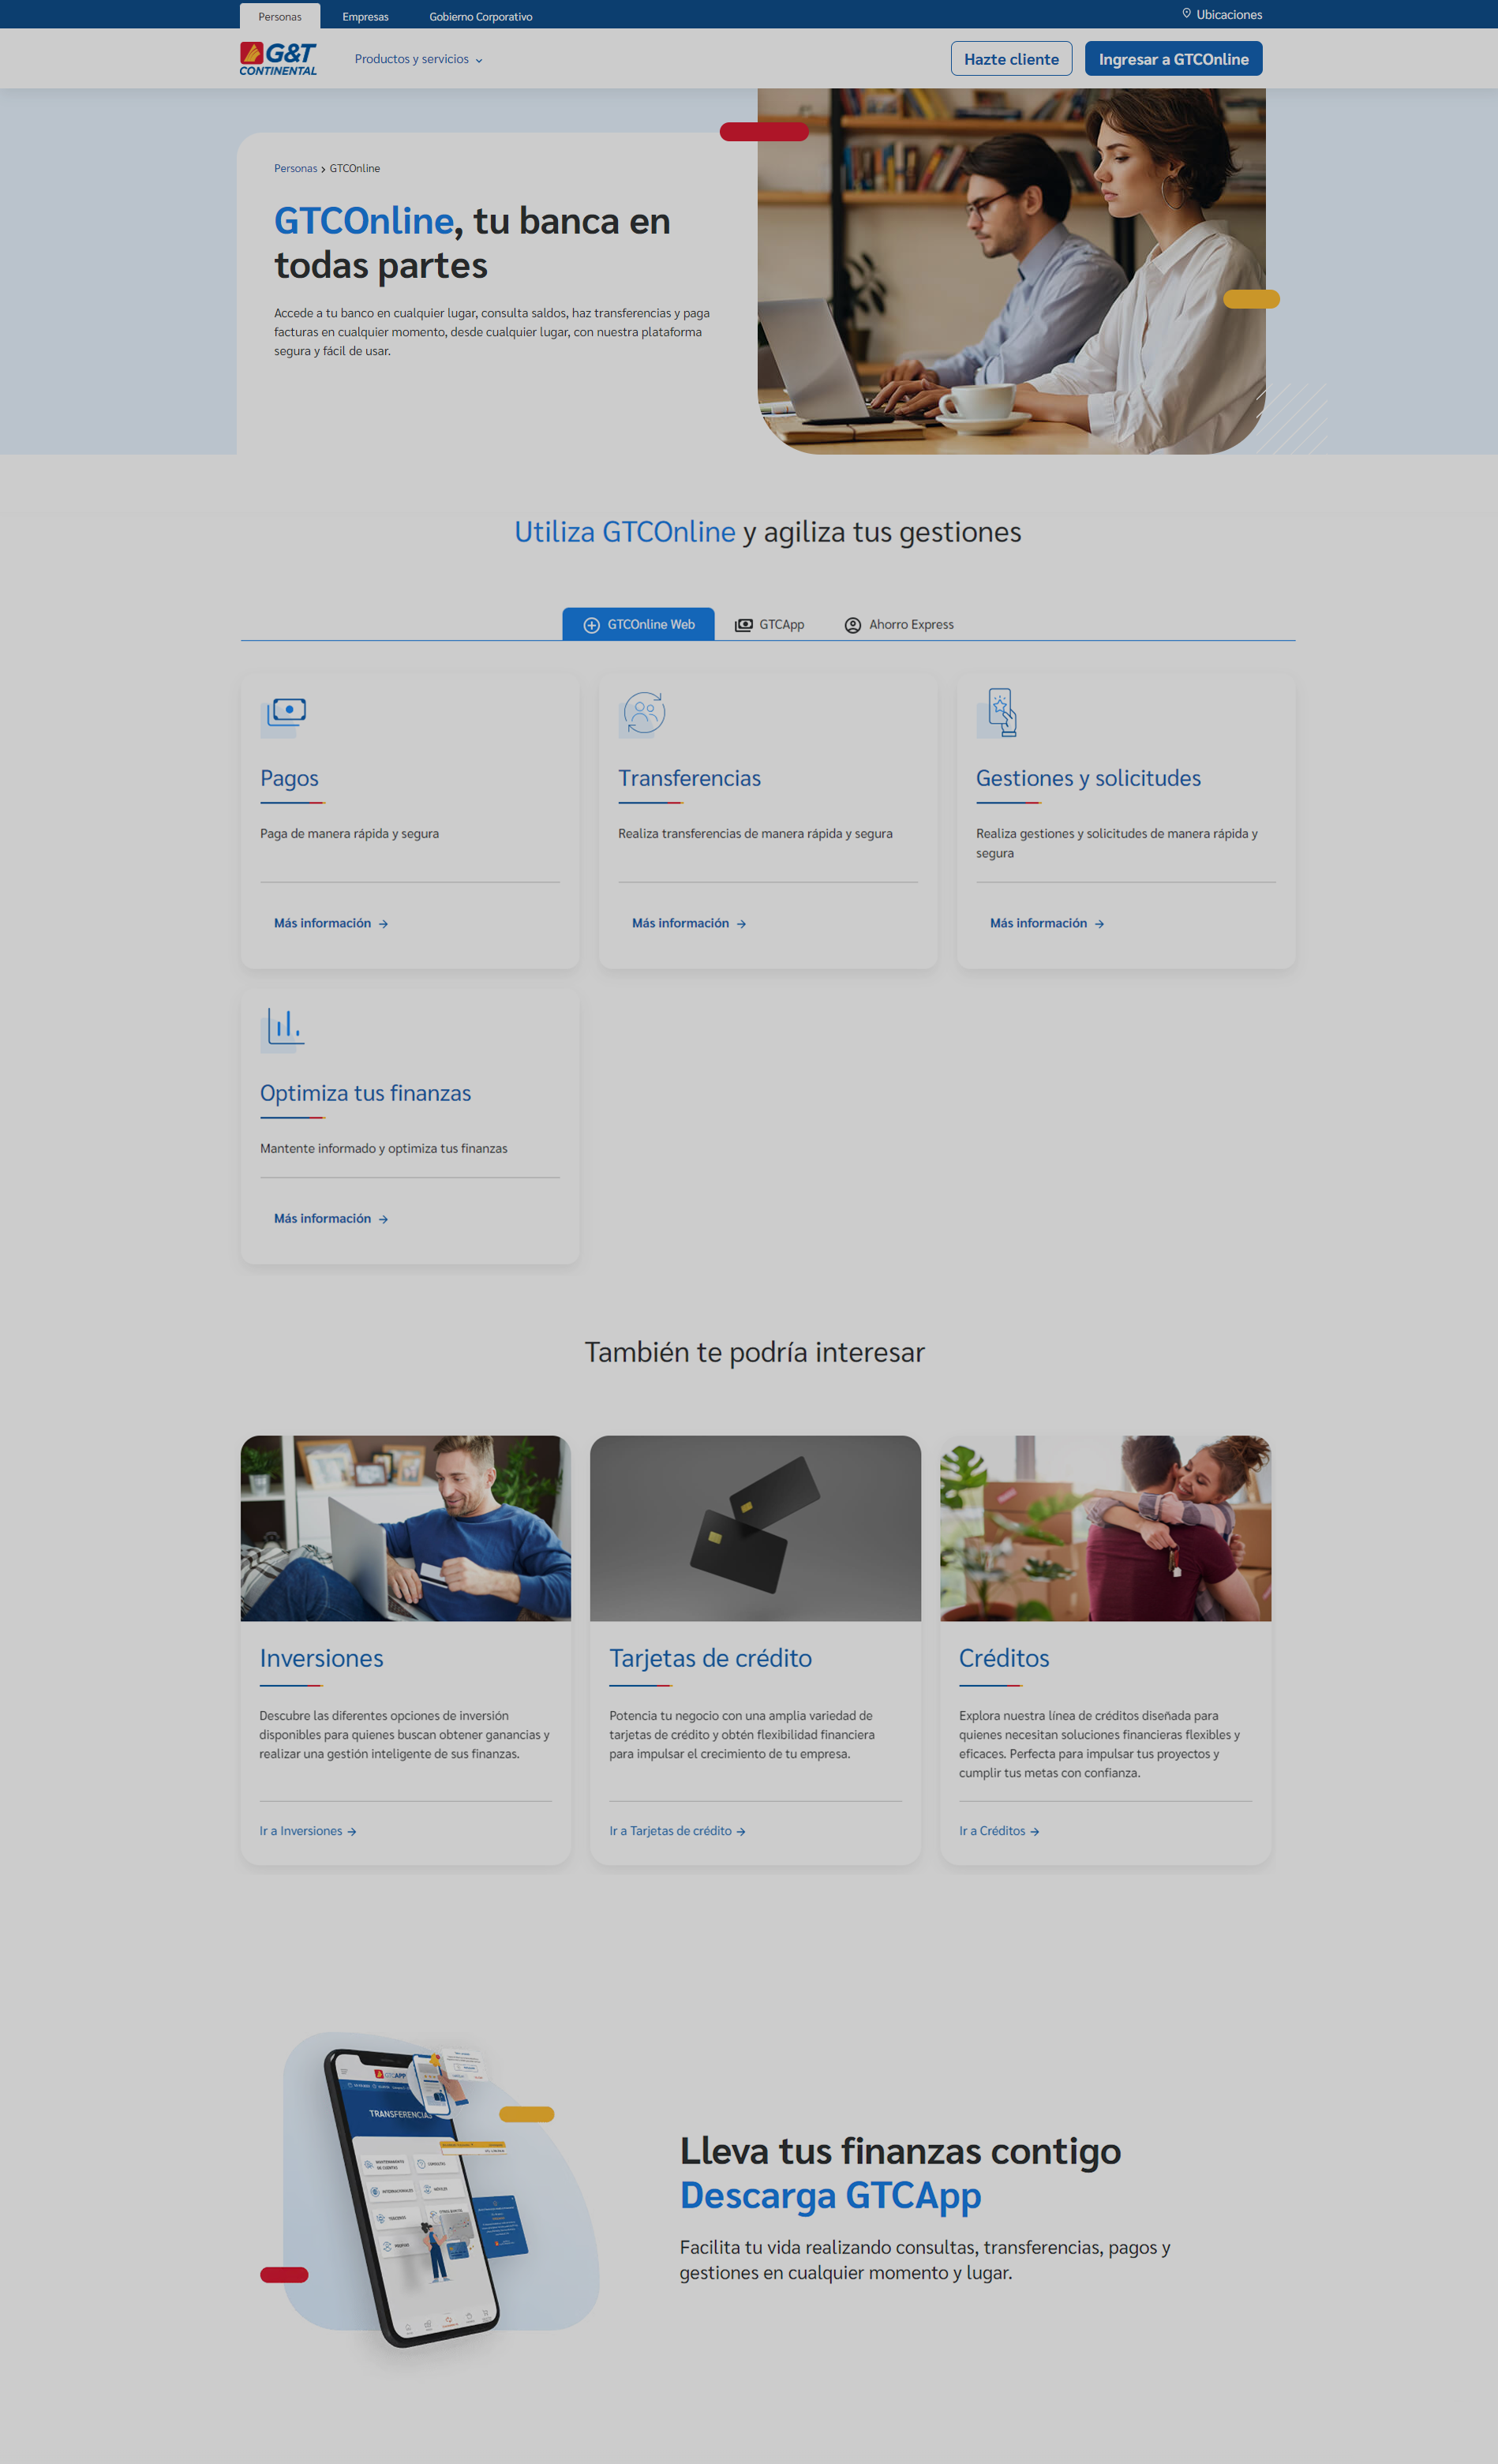 Personas
Empresas
Gobierno Corporativo
Ubicaciones
G&T
CONTINENTAL
Productos y servicios
Hazte cliente
Ingresar a GTCOnline
Personas > GTCOnline
GTCOnline, tu banca en
todas partes
Accede a tu banco en cualquier lugar, consulta saldos, haz transferencias y paga
facturas en cualquier momento, desde cualquier lugar, con nuestra plataforma
segura y fácil de usar.
Utiliza GTCOnline y agiliza tus gestiones
GTCOnline Web
GTCApp
Ahorro Express
Pagos
Paga de manera rápida y segura
Más información →
Transferencias
Realiza transferencias de manera rápida y segura
Más información →
Gestiones y solicitudes
Realiza gestiones y solicitudes de manera rápida y
segura
Más información →
Optimiza tus finanzas
Mantente informado y optimiza tus finanzas
Más información →
También te podría interesar
Inversiones
Descubre las diferentes opciones de inversión
disponibles para quienes buscan obtener ganancias y
realizar una gestión inteligente de sus finanzas.
Ir a Inversiones →
Tarjetas de crédito
Potencia tu negocio con una amplia variedad de
tarjetas de crédito y obtén flexibilidad financiera
para impulsar el crecimiento de tu empresa.
Ir a Tarjetas de crédito →
Créditos
Explora nuestra línea de créditos diseñada para
quienes necesitan soluciones financieras flexibles y
eficaces. Perfecta para impulsar tus proyectos y
cumplir tus metas con confianza.
Ir a Créditos →
GTCAPP
TRANSFERENCIAS
MANTENIMIENTO
DE CUENTAS
CONSULTAS
INTERNACIONALES
MÓVILES
TERCEROS
PROPIAS
Lleva tus finanzas contigo
Descarga GTCApp
Facilita tu vida realizando consultas, transferencias, pagos y
gestiones en cualquier momento y lugar.